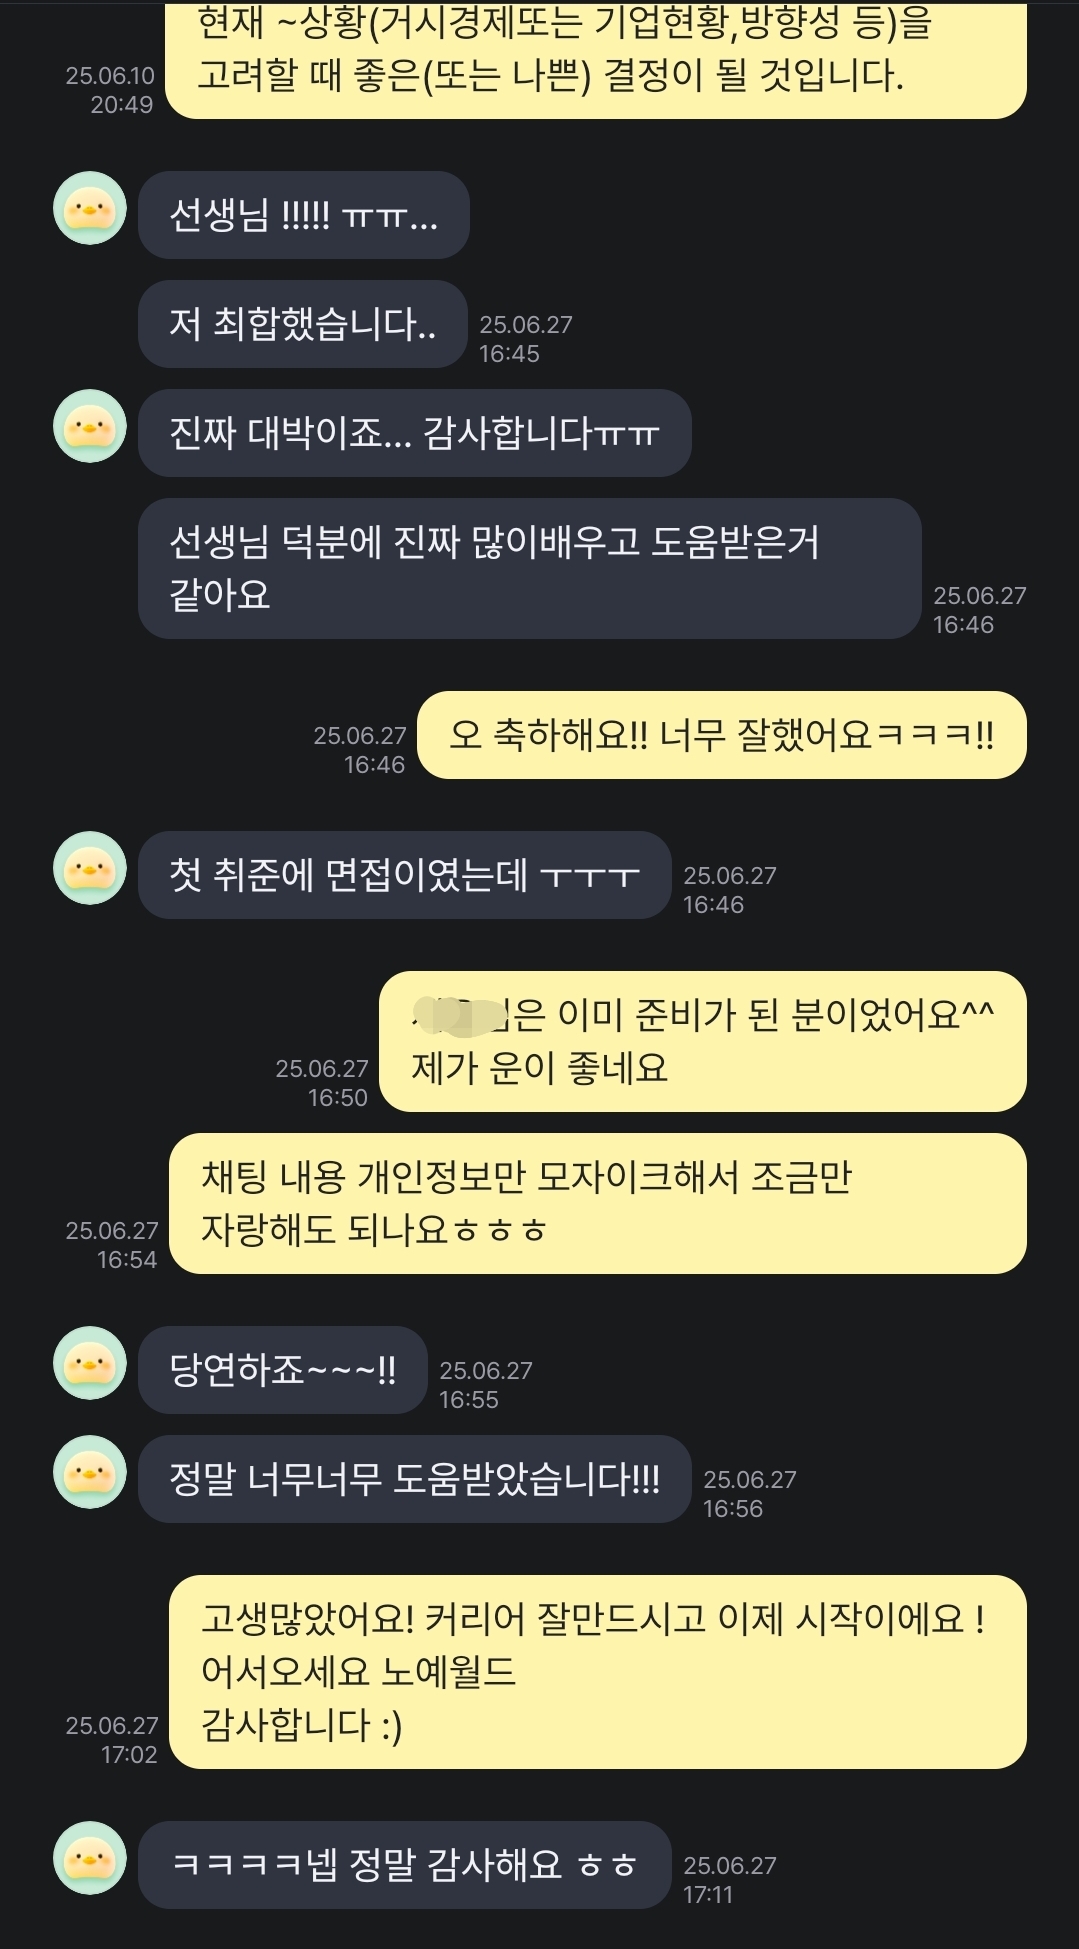 현재 ~상황(거시경제또는 기업현황,방향성 등)을
고려할 때 좋은(또는 나쁜) 결정이 될 것입니다.
25.06.10
20:49
선생님 !!!!! ㅠㅠ...
저 최합했습니다..
25.06.27
16:45
진짜 대박이죠... 감사합니다ㅠㅠ
선생님 덕분에 진짜 많이배우고 도움받은거
같아요
25.06.27
16:46
오 축하해요!! 너무 잘했어요ㅋㅋㅋ!!
25.06.27
16:46
첫 취준에 면접이였는데 ㅜㅜㅜ
25.06.27
16:46
은 이미 준비가 된 분이었어요^^
제가 운이 좋네요
25.06.27
16:50
채팅 내용 개인정보만 모자이크해서 조금만
자랑해도 되나요ㅎㅎㅎ
25.06.27
16:54
당연하죠~~~!!
25.06.27
16:55
정말 너무너무 도움받았습니다!!!
25.06.27
16:56
고생많았어요! 커리어 잘만드시고 이제 시작이에요 !
어서오세요 노예월드
감사합니다 :)
25.06.27
17:02
ㅋㅋㅋㅋ넵 정말 감사해요 ㅎㅎ
25.06.27
17:11